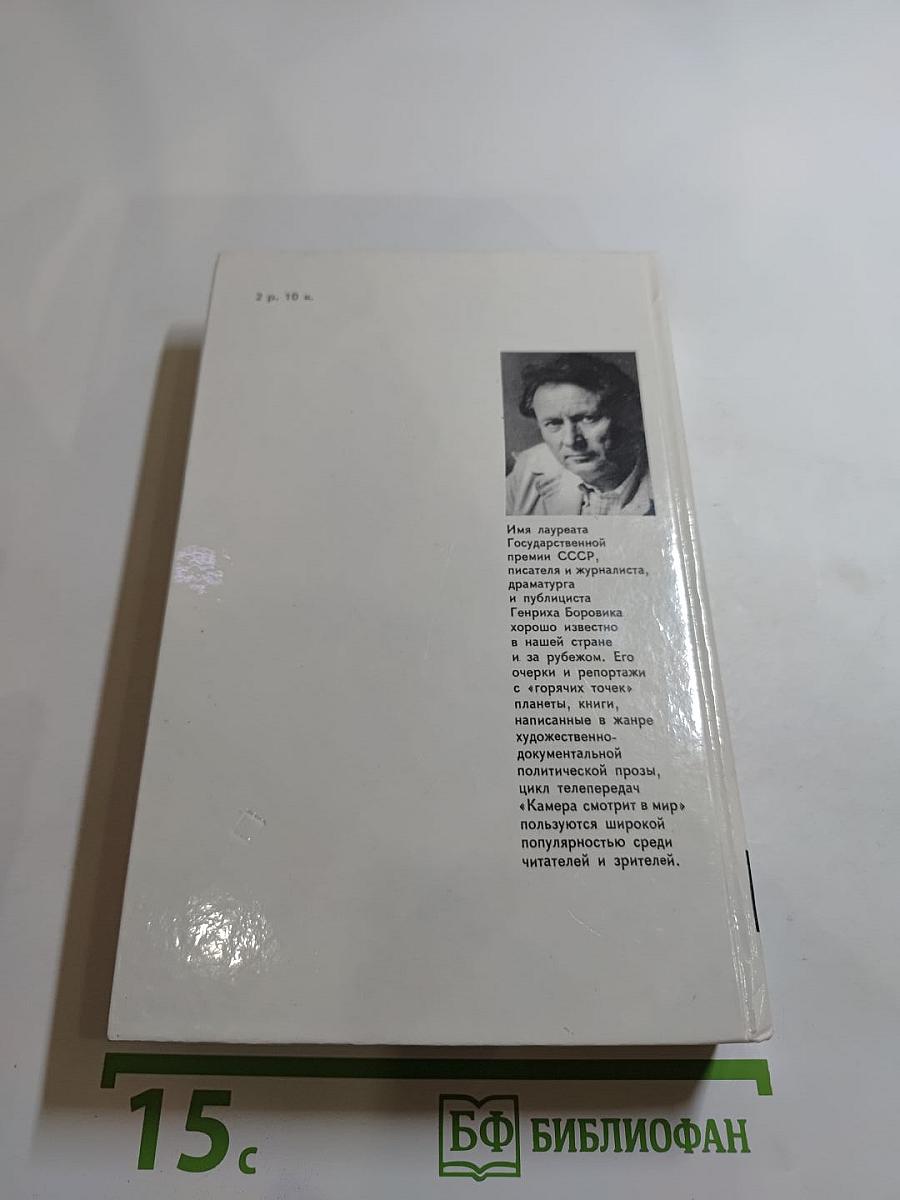 2 р. 10 к.
Имя лауреата
Государственной
премии СССР,
писателя и журналиста,
драматурга
и публициста
Генриха Боровика
хорошо известно
в нашей стране
и за рубежом. Его
очерки и репортажи
с «горячих точек»
планеты, книги,
написанные в жанре
художественно-
документальной
политической прозы,
цикл телепередач
«Камера смотрит в мир»
пользуются широкой
популярностью среди
читателей и зрителей.
15 с
БФ БИБЛИОФАН